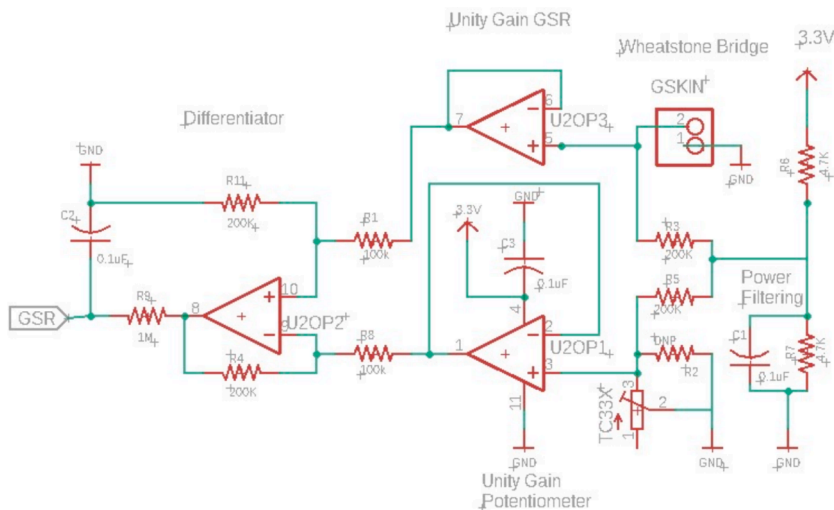 Unity Gain GSR
Wheatstone Bridge
3.3V
GSKIN
2
1
GND
Differentiator
GND
6
7
U2OP3
5
R6
4.7K
R11
200K
C2
0.1uF
R1
100k
3.3V
GND
C3
0.1uF
4
R3
200K
R5
200K
Power
Filtering
GSR
R9
1M
8
10
9
U2OP2
R4
200K
R8
100k
1
2
U2OP1
3
11
GND
DNP
R2
C1
0.1uF
R7
4.7K
TC33X
3
2
1
GND
GND
Unity Gain
Potentiometer